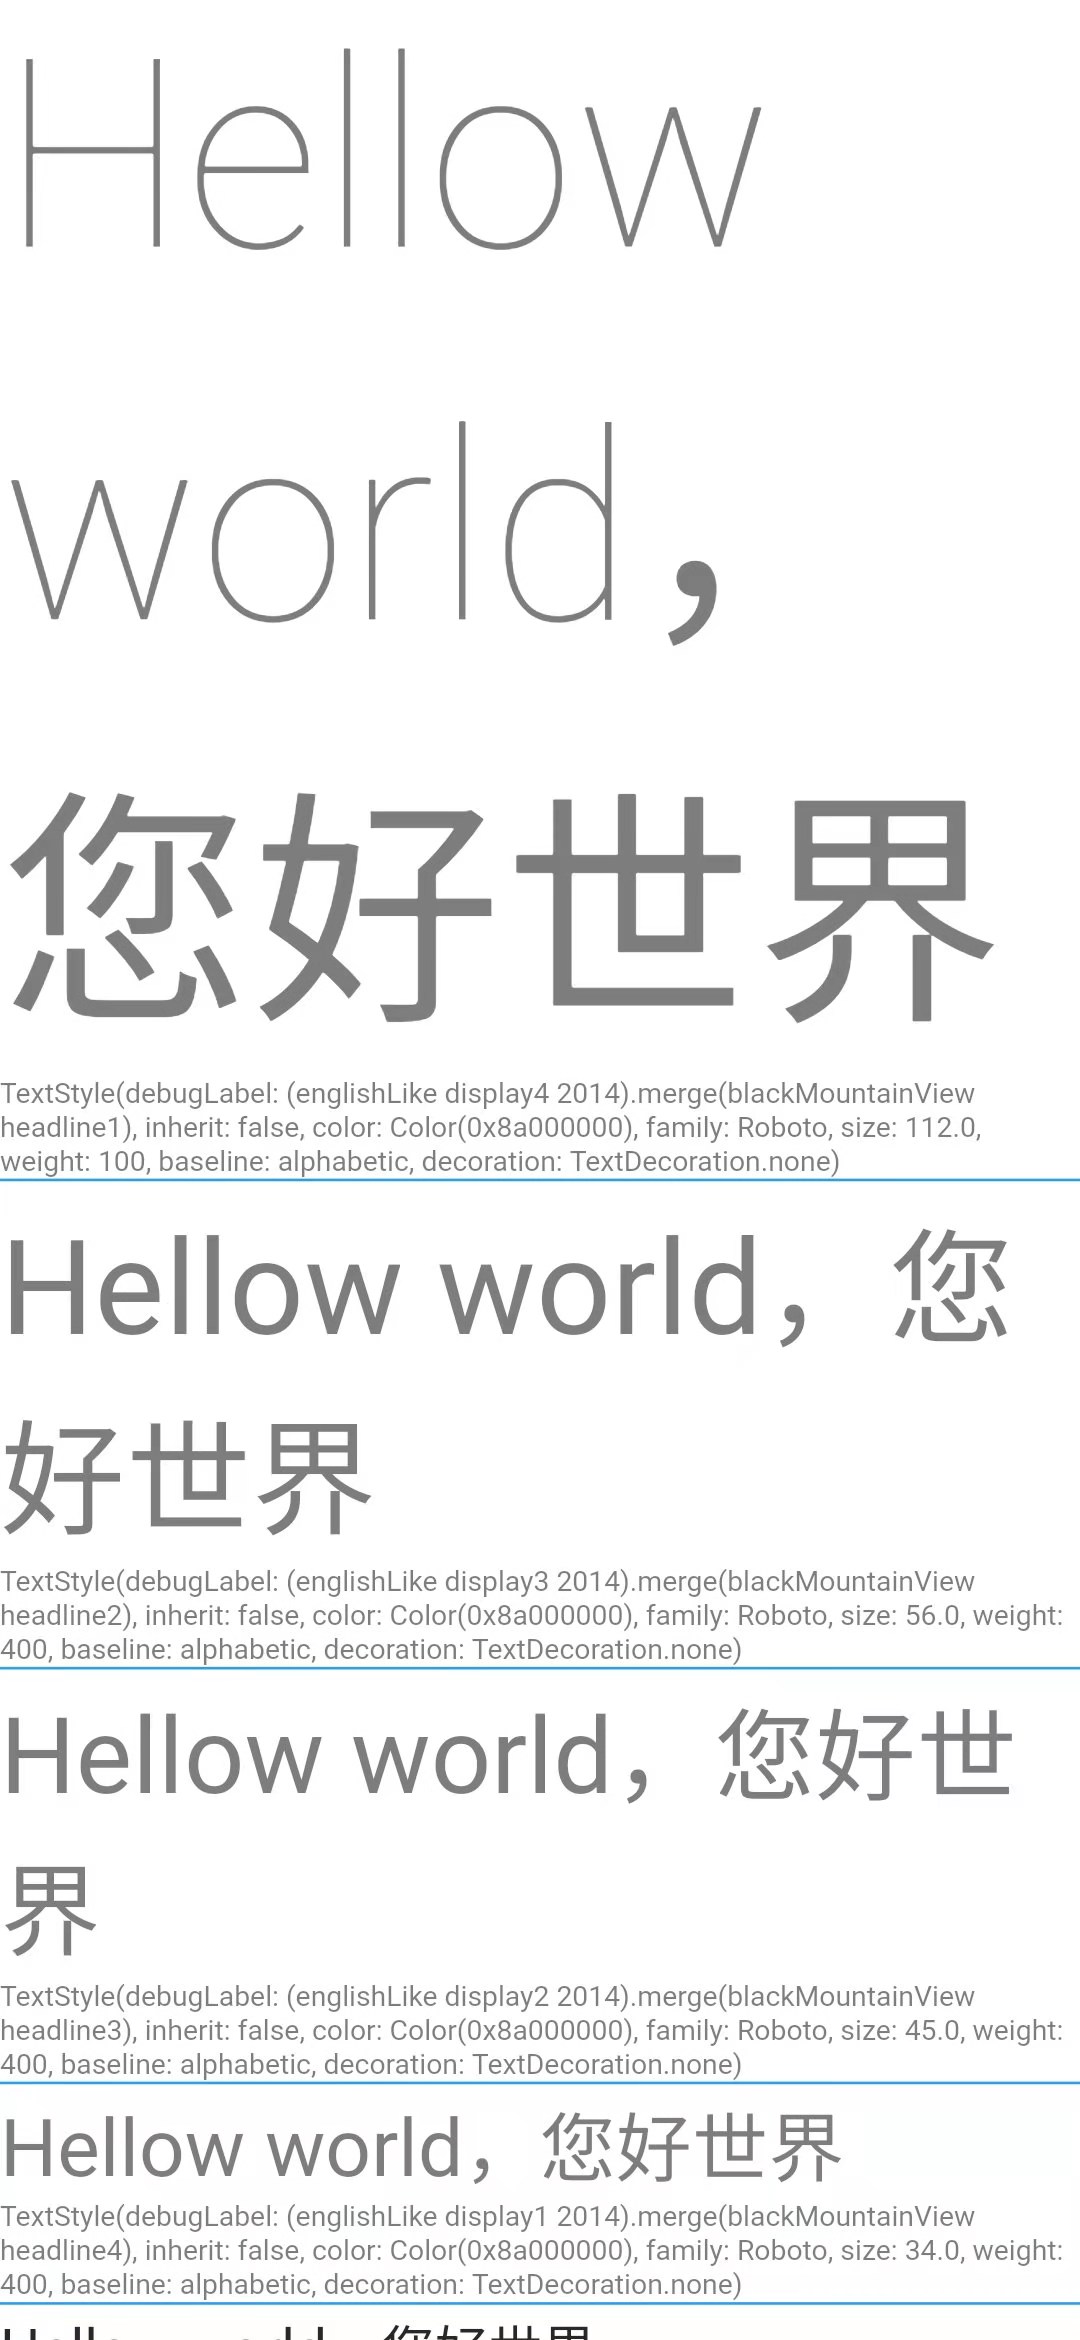 Hellow
world，
您好世界
TextStyle(debugLabel: (englishLike display4 2014).merge(blackMountainView
headline1), inherit: false, color: Color(0x8a000000), family: Roboto, size: 112.0,
weight: 100, baseline: alphabetic, decoration: TextDecoration.none)
Hellow world，您
好世界
TextStyle(debugLabel: (englishLike display3 2014).merge(blackMountainView
headline2), inherit: false, color: Color(0x8a000000), family: Roboto, size: 56.0, weight:
400, baseline: alphabetic, decoration: TextDecoration.none)
Hellow world，您好世
界
TextStyle(debugLabel: (englishLike display2 2014).merge(blackMountainView
headline3), inherit: false, color: Color(0x8a000000), family: Roboto, size: 45.0, weight:
400, baseline: alphabetic, decoration: TextDecoration.none)
Hellow world，您好世界
TextStyle(debugLabel: (englishLike display1 2014).merge(blackMountainView
headline4), inherit: false, color: Color(0x8a000000), family: Roboto, size: 34.0, weight:
400, baseline: alphabetic, decoration: TextDecoration.none)
Hellow world，您好世界